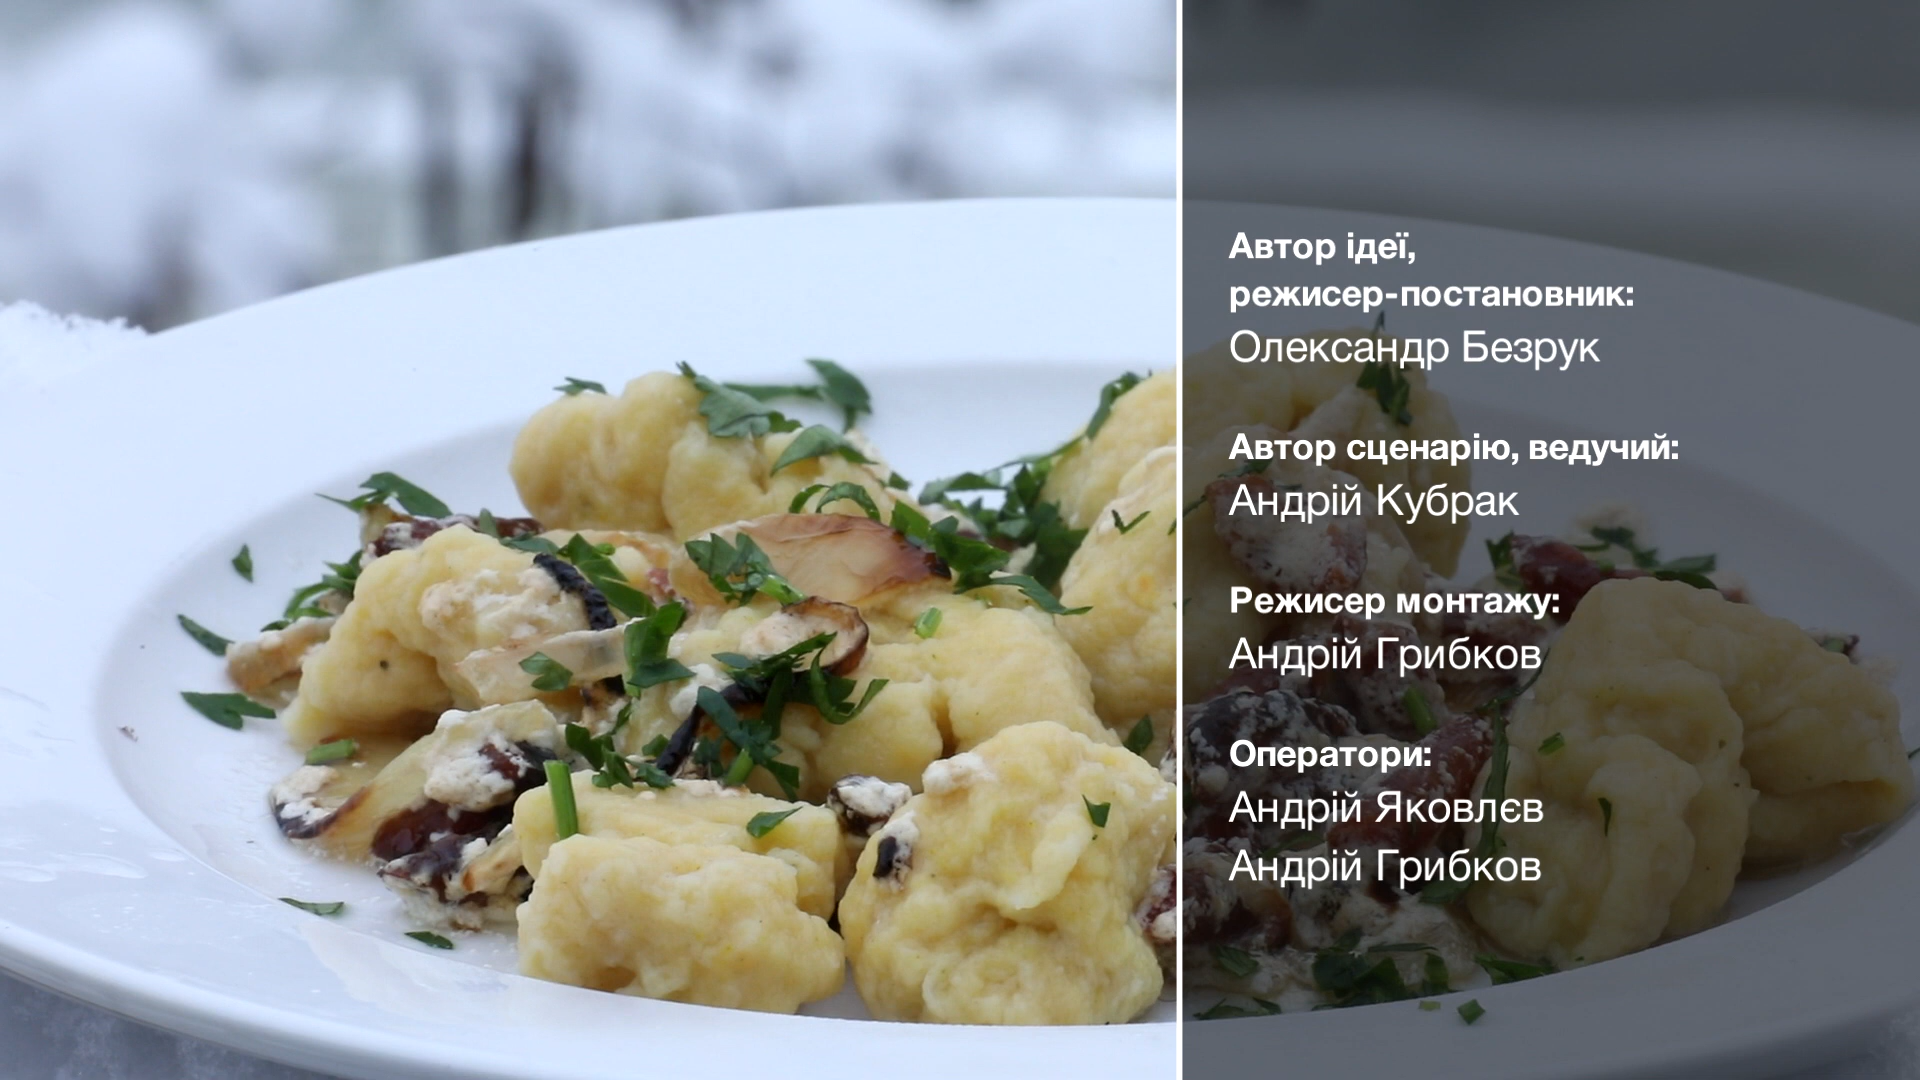 Автор ідеї,
режисер-постановник:
Олександр Безрук
Автор сценарію, ведучий:
Андрій Кубрак
Режисер монтажу:
Андрій Грибков
Оператори:
Андрій Яковлєв
Андрій Грибков